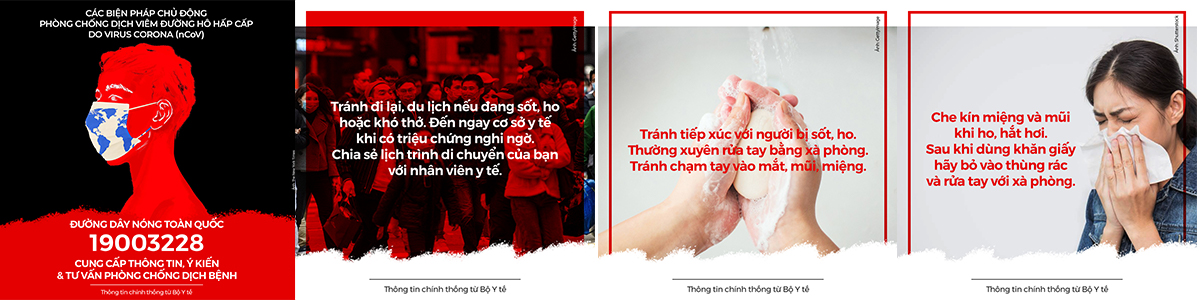 CÁC BIỆN PHÁP CHỦ ĐỘNG
PHÒNG CHỐNG DỊCH VIÊM ĐƯỜNG HÔ HẤP CẤP
DO VIRUS CORONA (nCoV)
ĐƯỜNG DÂY NÓNG TOÀN QUỐC
19003228
CUNG CẤP THÔNG TIN, Ý KIẾN
& TƯ VẤN PHÒNG CHỐNG DỊCH BỆNH
Thông tin chính thống từ Bộ Y tế
Ảnh: GettyImage
Tránh đi lại, du lịch nếu đang sốt, ho
hoặc khó thở. Đến ngay cơ sở y tế
khi có triệu chứng nghi ngờ.
Chia sẻ lịch trình di chuyển của bạn
với nhân viên y tế.
Thông tin chính thống từ Bộ Y tế
Ảnh: GettyImage
Tránh tiếp xúc với người bị sốt, ho.
Thường xuyên rửa tay bằng xà phòng.
Tránh chạm tay vào mắt, mũi, miệng.
Thông tin chính thống từ Bộ Y tế
Ảnh: Shutterstock
Che kín miệng và mũi
khi ho, hắt hơi.
Sau khi dùng khăn giấy
hãy bỏ vào thùng rác
và rửa tay với xà phòng.
Thông tin chính thống từ Bộ Y tế